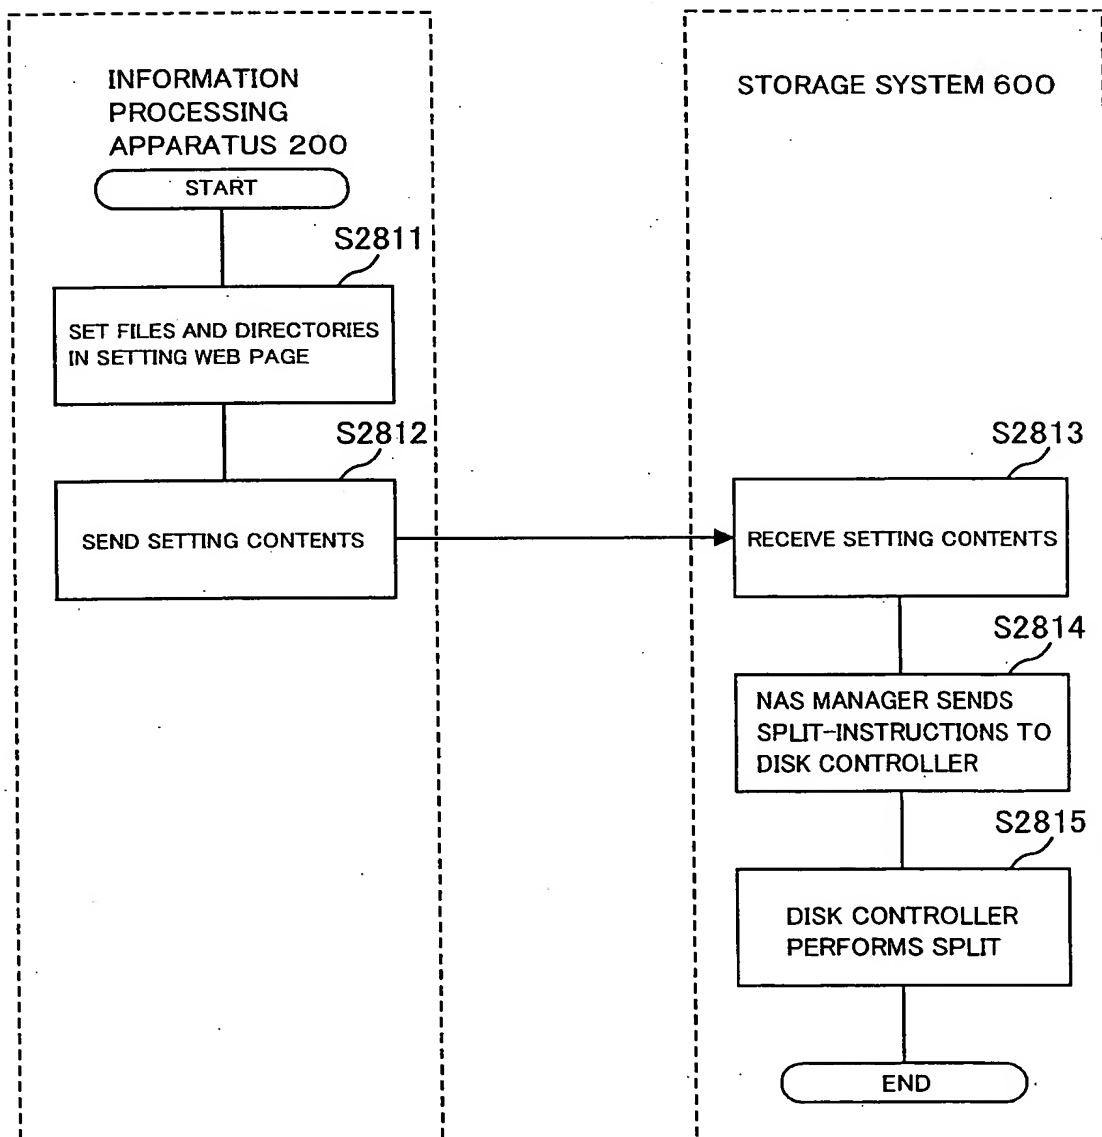 INFORMATION
PROCESSING
APPARATUS 200
START
S2811
SET FILES AND DIRECTORIES
IN SETTING WEB PAGE
S2812
SEND SETTING CONTENTS
STORAGE SYSTEM 600
S2813
RECEIVE SETTING CONTENTS
S2814
NAS MANAGER SENDS
SPLIT-INSTRUCTIONS TO
DISK CONTROLLER
S2815
DISK CONTROLLER
PERFORMS SPLIT
END